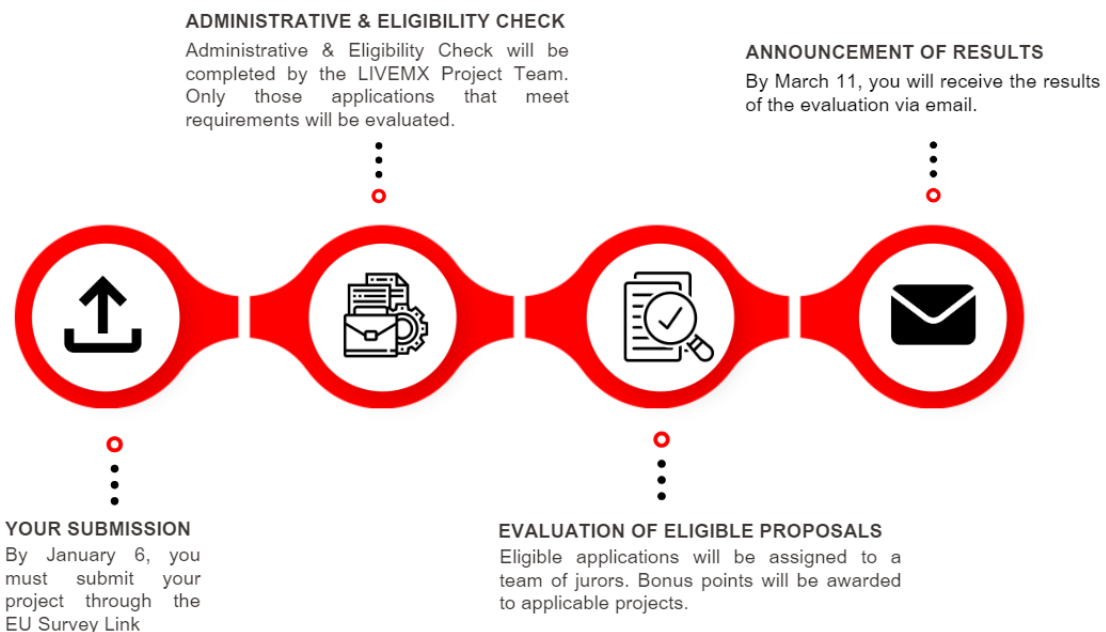 YOUR SUBMISSION
By January 6, you
must submit your
project through the
EU Survey Link
ADMINISTRATIVE & ELIGIBILITY CHECK
Administrative & Eligibility Check will be
completed by the LIVEMX Project Team.
Only those applications that meet
requirements will be evaluated.
EVALUATION OF ELIGIBLE PROPOSALS
Eligible applications will be assigned to a
team of jurors. Bonus points will be awarded
to applicable projects.
ANNOUNCEMENT OF RESULTS
By March 11, you will receive the results
of the evaluation via email.